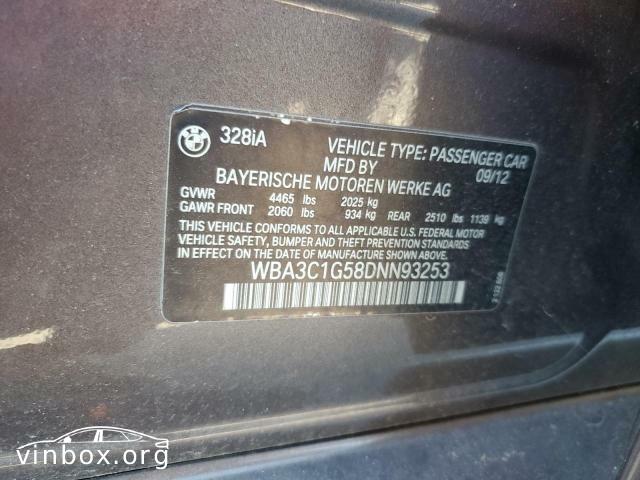 BMW
328iA VEHICLE TYPE: PASSENGER CAR
MFD BY 09/12
BAYERISCHE MOTOREN WERKE AG
GVWR 4465 lbs 2025 kg
GAWR FRONT 2060 lbs 934 kg REAR 2510 lbs 1139 kg
THIS VEHICLE CONFORMS TO ALL APPLICABLE U.S. FEDERAL MOTOR
VEHICLE SAFETY, BUMPER AND THEFT PREVENTION STANDARDS
IN EFFECT ON THE DATE OF MANUFACTURE SHOWN ABOVE.
WBA3C1G58DNN93253
vinbox.org